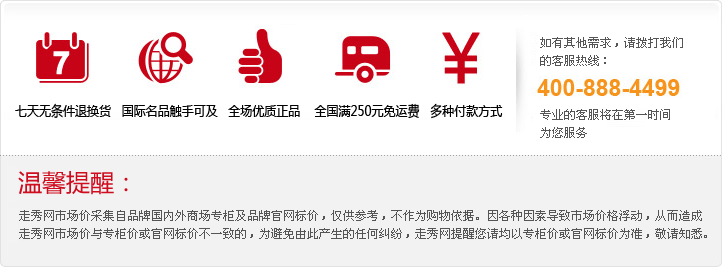 7
¥
七天无条件退换货
国际名品触手可及
全场优质正品
全国满250元免运费
多种付款方式
如有其他需求，请拨打我们
的客服热线：
400-888-4499
专业的客服将在第一时间
为您服务
温馨提醒：
走秀网市场价采集自品牌国内外商场专柜及品牌官网标价，仅供参考，不作为购物依据。因各种因素导致市场价格浮动，从而造成
走秀网市场价与专柜价或官网标价不一致的，为避免由此产生的任何纠纷，走秀网提醒您请均以专柜价或官网标价为准，敬请知悉。